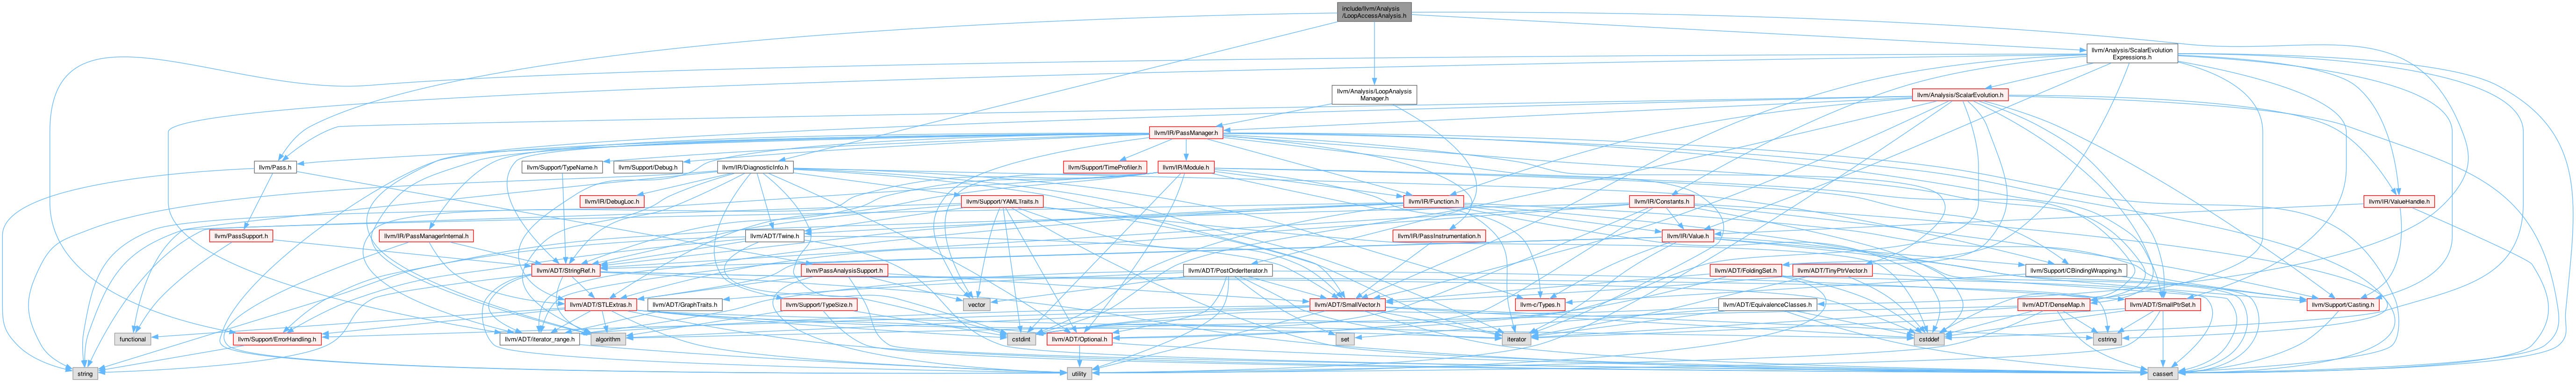 include/llvm/Analysis
/LoopAccessAnalysis.h
llvm/Analysis/ScalarEvolution
Expressions.h
llvm/Analysis/LoopAnalysis
Manager.h
llvm/Analysis/ScalarEvolution.h
llvm/IR/PassManager.h
llvm/Pass.h
llvm/Support/TypeName.h
llvm/Support/Debug.h
llvm/IR/DiagnosticInfo.h
llvm/Support/TimeProfiler.h
llvm/IR/Module.h
llvm/IR/DebugLoc.h
llvm/Support/YAMLTraits.h
llvm/IR/Function.h
llvm/IR/Constants.h
llvm/IR/ValueHandle.h
llvm/PassSupport.h
llvm/IR/PassManagerInternal.h
llvm/ADT/Twine.h
llvm/IR/PassInstrumentation.h
llvm/IR/Value.h
llvm/ADT/StringRef.h
llvm/PassAnalysisSupport.h
llvm/ADT/PostOrderIterator.h
llvm/ADT/FoldingSet.h
llvm/ADT/TinyPtrVector.h
llvm/Support/CBindingWrapping.h
llvm/ADT/STLExtras.h
llvm/ADT/GraphTraits.h
llvm/Support/TypeSize.h
vector
llvm/ADT/SmallVector.h
llvm-c/Types.h
llvm/ADT/EquivalenceClasses.h
llvm/ADT/DenseMap.h
llvm/ADT/SmallPtrSet.h
llvm/Support/Casting.h
functional
llvm/Support/ErrorHandling.h
llvm/ADT/iterator_range.h
algorithm
cstdint
llvm/ADT/Optional.h
set
iterator
cstddef
cstring
string
utility
cassert